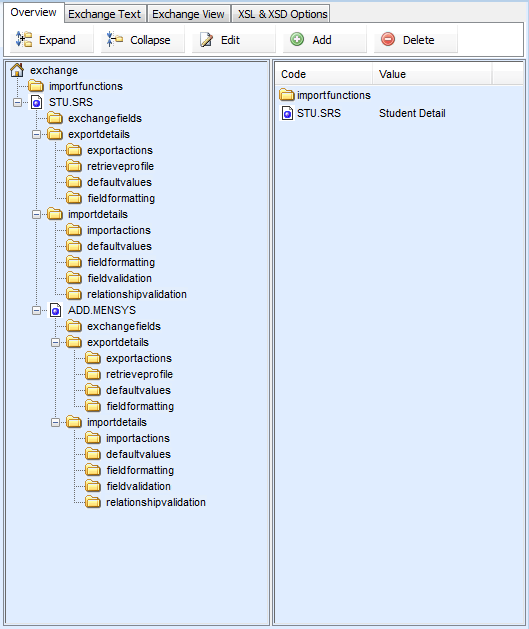 Overview Exchange Text Exchange View XSL & XSD Options
Expand Collapse Edit Add Delete
exchange
importfunctions
STU.SRS
exchangefields
exportdetails
exportactions
retrieveprofile
defaultvalues
fieldformatting
importdetails
importactions
defaultvalues
fieldformatting
fieldvalidation
relationshipvalidation
ADD.MENSYS
exchangefields
exportdetails
exportactions
retrieveprofile
defaultvalues
fieldformatting
importdetails
importactions
defaultvalues
fieldformatting
fieldvalidation
relationshipvalidation
Code Value
importfunctions
STU.SRS Student Detail